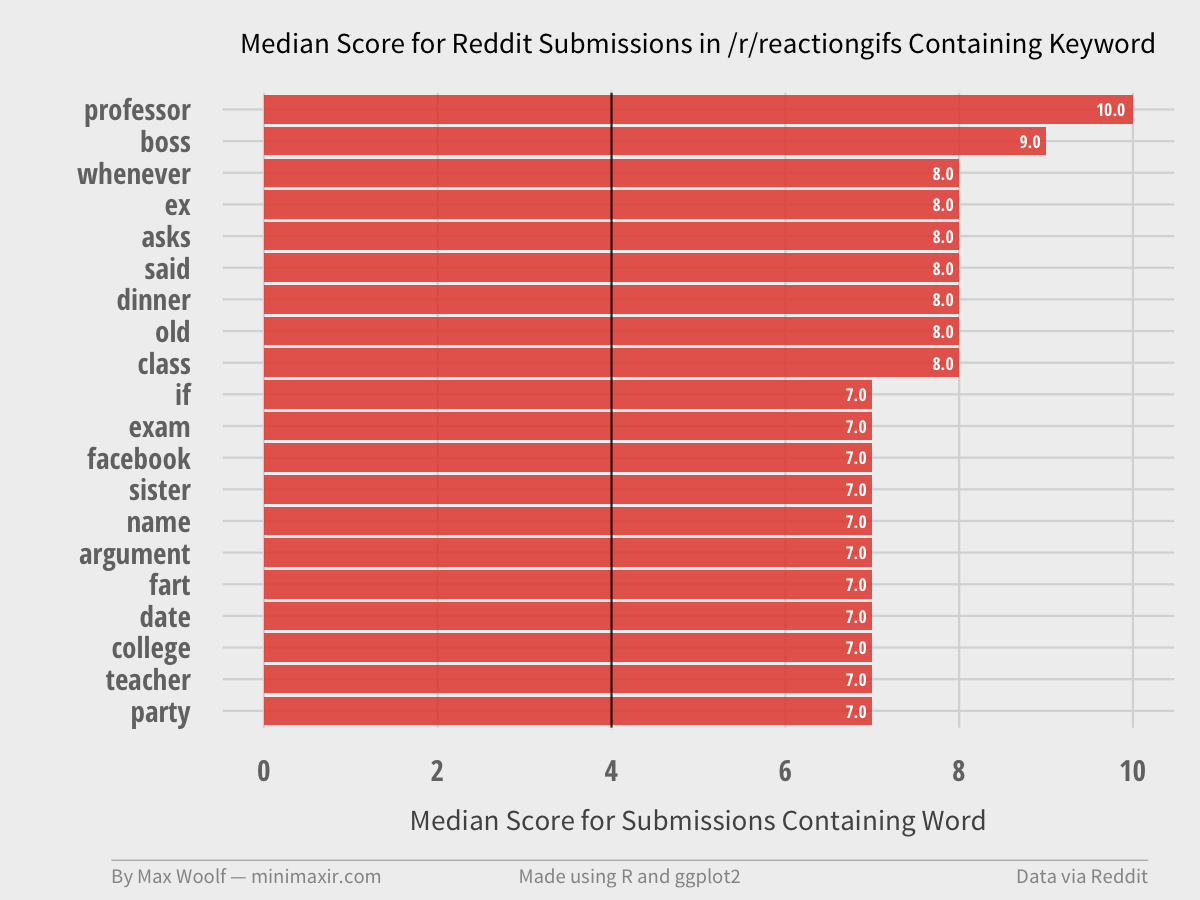 Median Score for Reddit Submissions in /r/reactiongifs Containing Keyword
professor 10.0
boss 9.0
whenever 8.0
ex 8.0
asks 8.0
said 8.0
dinner 8.0
old 8.0
class 8.0
if 7.0
exam 7.0
facebook 7.0
sister 7.0
name 7.0
argument 7.0
fart 7.0
date 7.0
college 7.0
teacher 7.0
party 7.0
0 2 4 6 8 10
Median Score for Submissions Containing Word
By Max Woolf — minimaxir.com Made using R and ggplot2 Data via Reddit